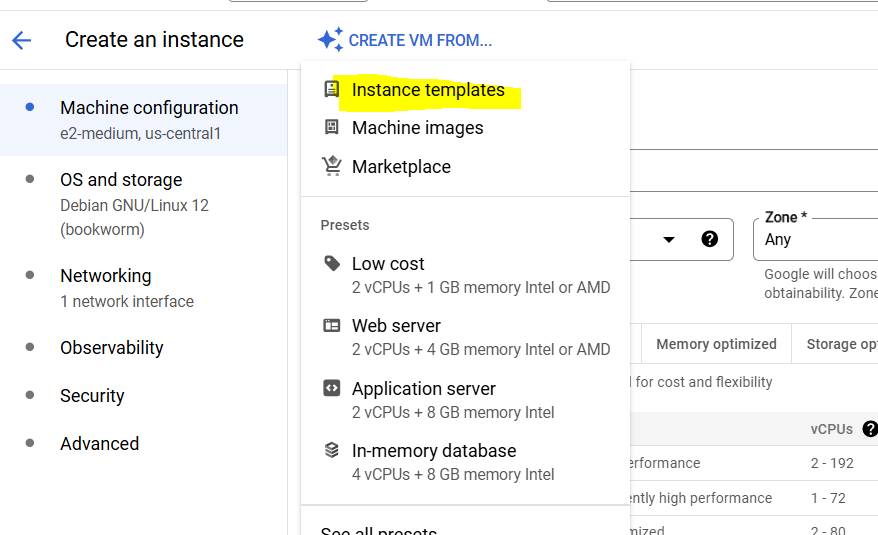 Create an instance
CREATE VM FROM...
Machine configuration
e2-medium, us-central1
OS and storage
Debian GNU/Linux 12
(bookworm)
Networking
1 network interface
Observability
Security
Advanced
Instance templates
Machine images
Marketplace
Presets
Low cost
2 vCPUs + 1 GB memory Intel or AMD
Web server
2 vCPUs + 4 GB memory Intel or AMD
Application server
2 vCPUs + 8 GB memory Intel
In-memory database
4 vCPUs + 8 GB memory Intel
See all presets
Zone *
Any
Google will choos
obtainability. Zone
Memory optimized
Storage opt
for cost and flexibility
vCPUs
erformance
2 - 192
ently high performance
1 - 72
mized
2 - 80